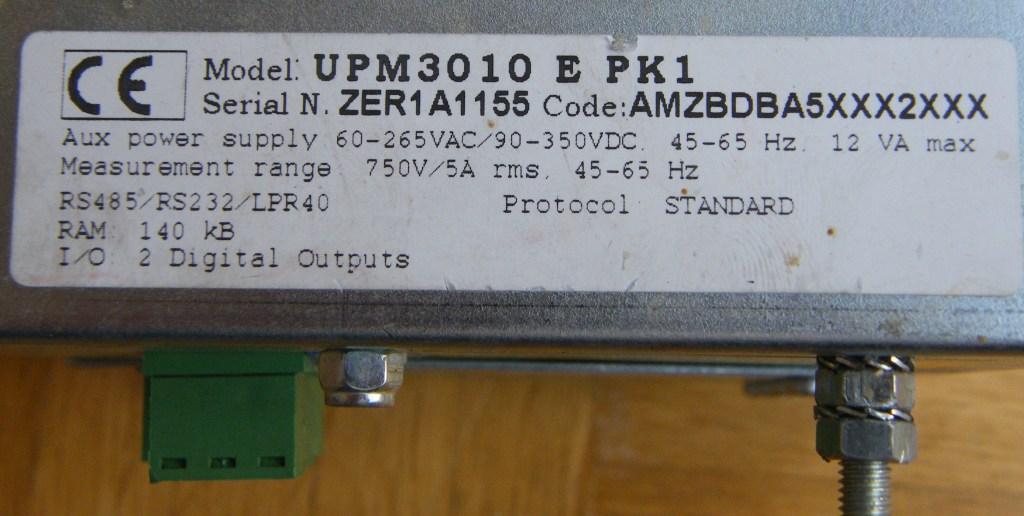 CE Model: UPM3010 E PK1
Serial N. ZER1A1155 Code:AMZBDBA5XXX2XXX
Aux power supply 60-265VAC/90-350VDC. 45-65 Hz. 12 VA max
Measurement range: 750V/5A rms, 45-65 Hz
RS485/RS232/LPR40 Protocol: STANDARD
RAM: 140 kB
I/O: 2 Digital Outputs